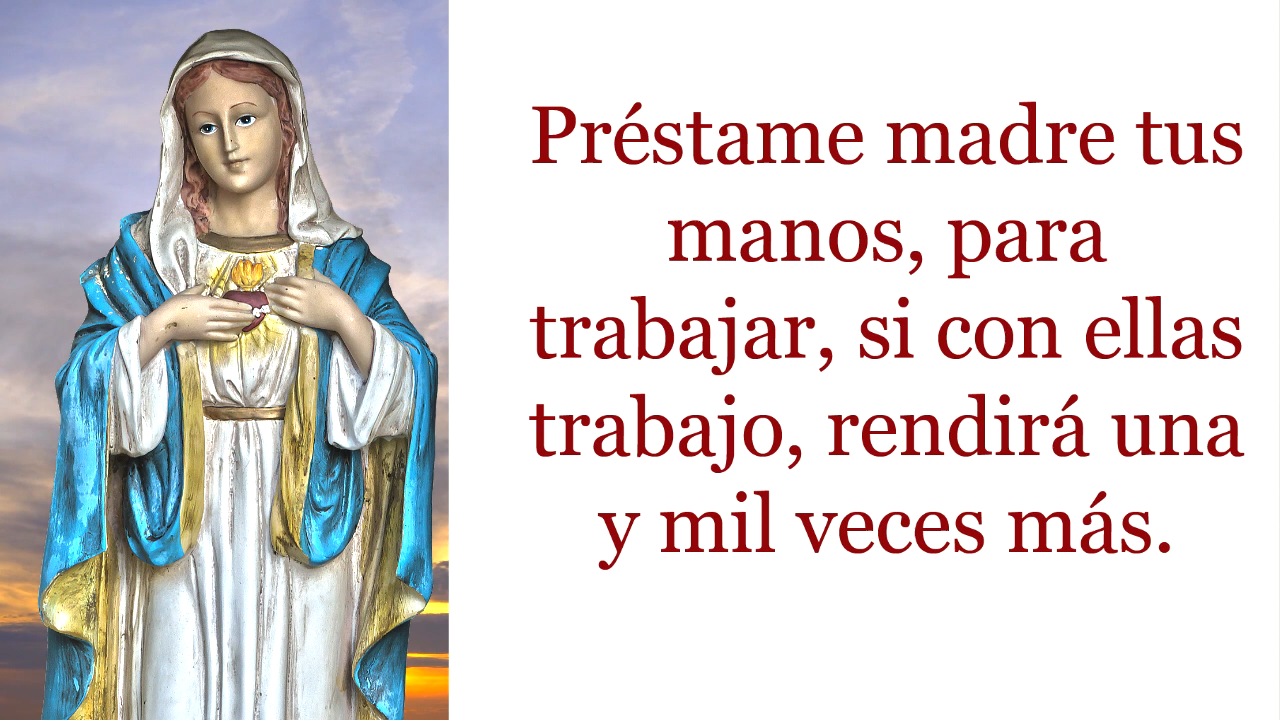 Préstame madre tus
manos, para
trabajar, si con ellas
trabajo, rendirá una
y mil veces más.